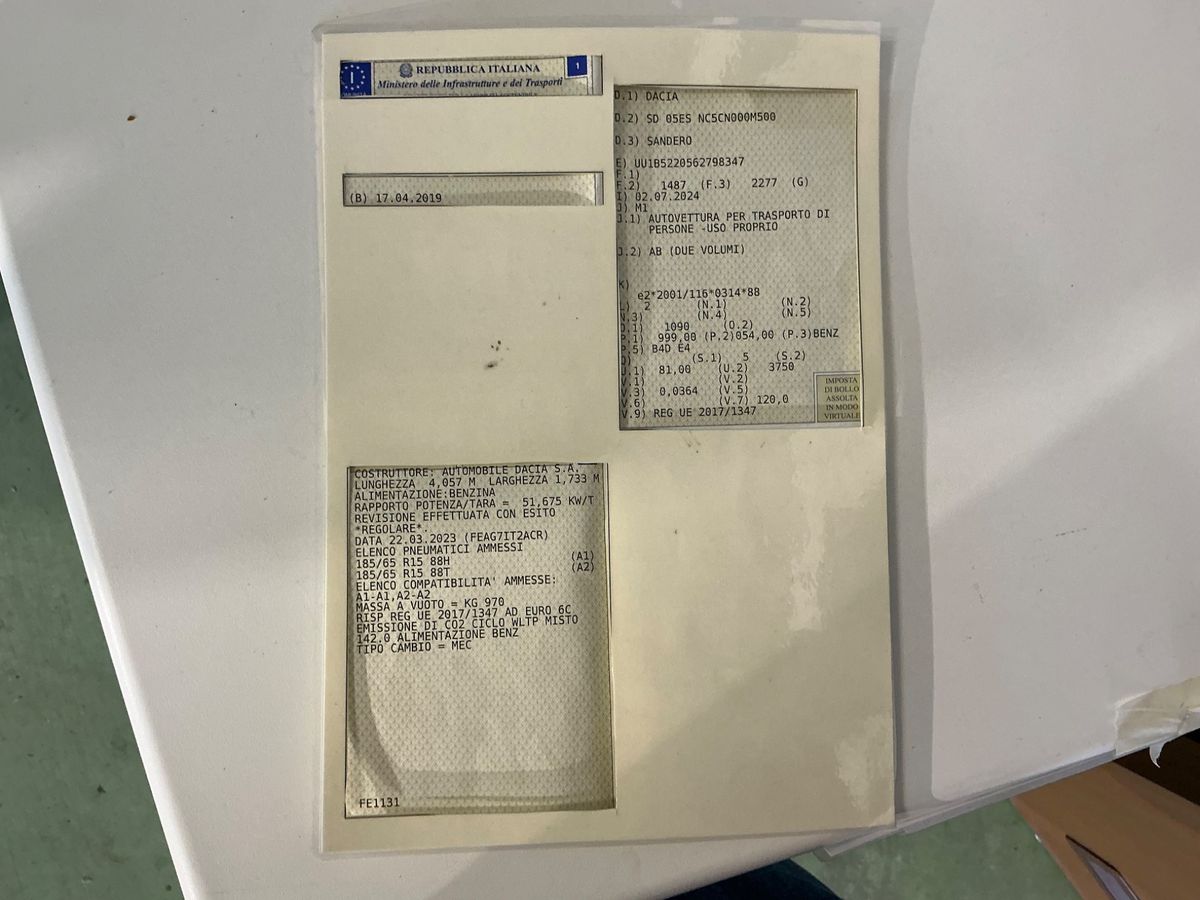 REPUBBLICA ITALIANA
1
I
Ministero delle Infrastrutture e dei Trasporti
(B) 17.04.2019
D.1) DACIA
D.2) SD 05ES NC5CN000M500
D.3) SANDERO
E) UU1B5220562798347
F.1)
F.2) 1487 (F.3) 2277 (G)
I) 02.07.2024
J) M1
J.1) AUTOVETTURA PER TRASPORTO DI
PERSONE -USO PROPRIO
J.2) AB (DUE VOLUMI)
K)
e2*2001/116*0314*88
L) 2 (N.1) (N.2)
N.3) (N.4) (N.5)
O.1) 1090 (O.2)
P.1) 999,00 (P.2)054,00 (P.3)BENZ
P.5) B4D E4
Q) (S.1) 5 (S.2)
U.1) 81,00 (U.2) 3750
V.1) (V.2)
V.3) 0,0364 (V.5)
V.6) (V.7) 120,0
V.9) REG UE 2017/1347
IMPOSTA
DI BOLLO
ASSOLTA
IN MODO
VIRTUALE
COSTRUTTORE: AUTOMOBILE DACIA S.A.
LUNGHEZZA 4,057 M LARGHEZZA 1,733 M
ALIMENTAZIONE:BENZINA
RAPPORTO POTENZA/TARA = 51,675 KW/T
REVISIONE EFFETTUATA CON ESITO
*REGOLARE*.
DATA 22.03.2023 (FEAG7IT2ACR)
ELENCO PNEUMATICI AMMESSI
185/65 R15 88H (A1)
185/65 R15 88T (A2)
ELENCO COMPATIBILITA' AMMESSE:
A1-A1,A2-A2
MASSA A VUOTO = KG 970
RISP REG UE 2017/1347 AD EURO 6C
EMISSIONE DI CO2 CICLO WLTP MISTO
142.0 ALIMENTAZIONE BENZ
TIPO CAMBIO = MEC
FE1131